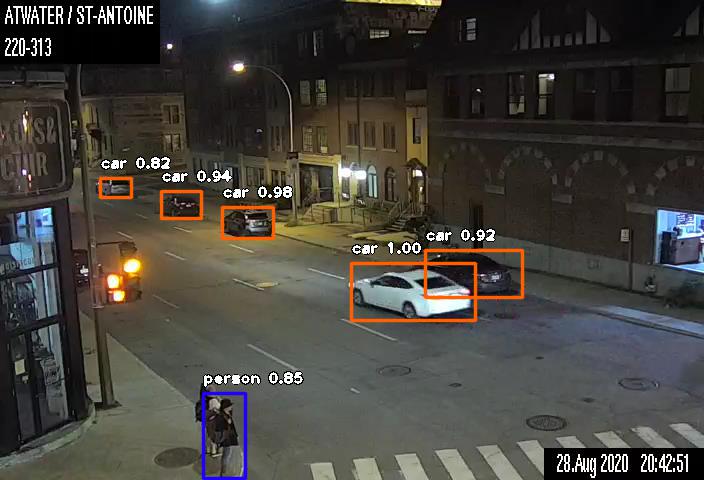 ATWATER / ST-ANTOINE
220-313
car 0.82
car 0.94
car 0.98
car 1.00
car 0.92
person 0.85
28.Aug 2020 20:42:51